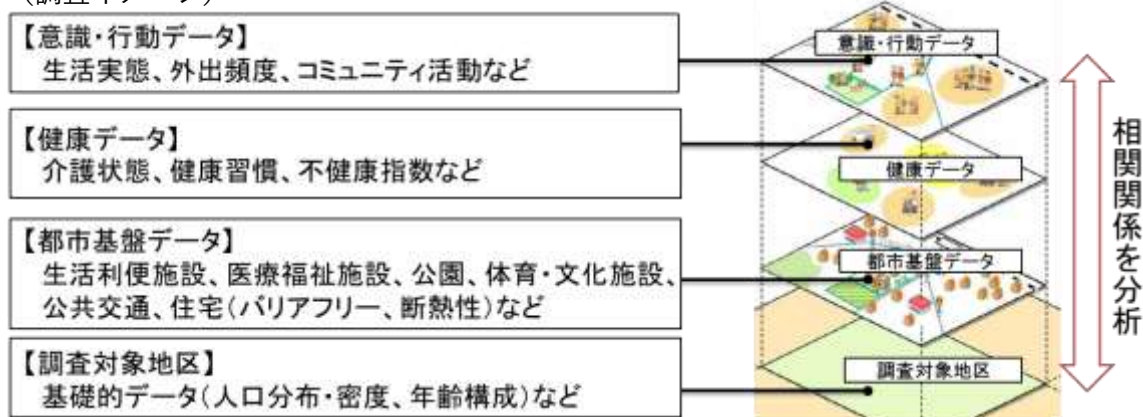 （調査イメージ）
【意識・行動データ】
生活実態、外出頻度、コミュニティ活動など
【健康データ】
介護状態、健康習慣、不健康指数など
【都市基盤データ】
生活利便施設、医療福祉施設、公園、体育・文化施設、
公共交通、住宅(バリアフリー、断熱性)など
【調査対象地区】
基礎的データ(人口分布・密度、年齢構成)など
意識・行動データ
健康データ
都市基盤データ
調査対象地区
相関関係を分析